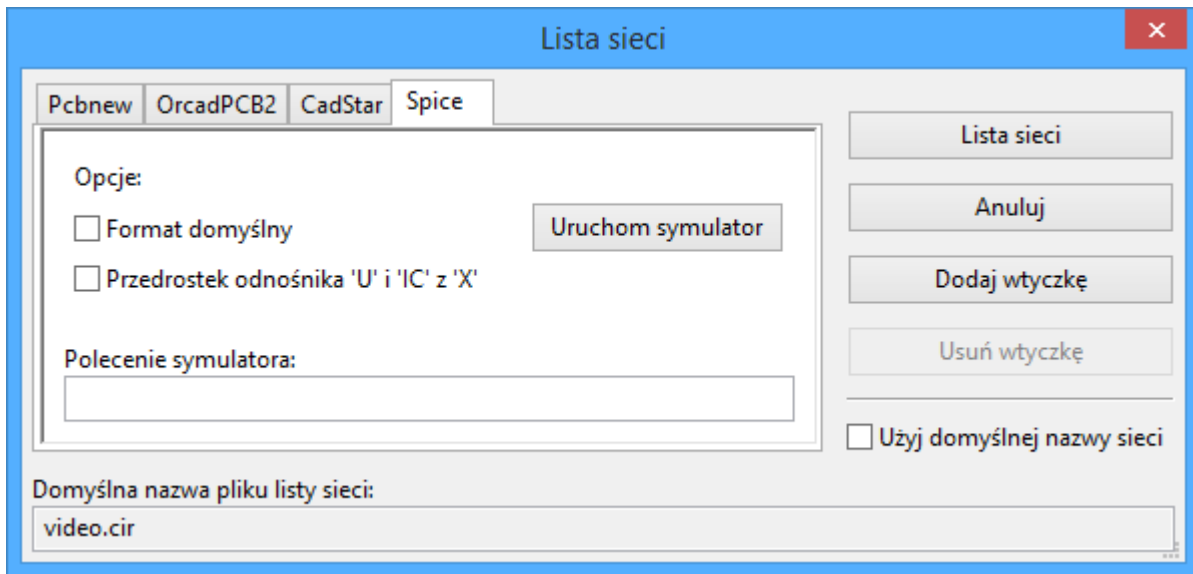 Lista sieci
Pcbnew OrcadPCB2 CadStar Spice
Opcje:
Format domyślny
Uruchom symulator
Przedrostek odnośnika 'U' i 'IC' z 'X'
Polecenie symulatora:
Lista sieci
Anuluj
Dodaj wtyczkę
Usuń wtyczkę
Użyj domyślnej nazwy sieci
Domyślna nazwa pliku listy sieci:
video.cir